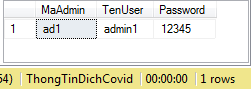 MaAdmin TenUser Password
1 ad1 admin1 12345
54) ThongTinDichCovid 00:00:00 1 rows